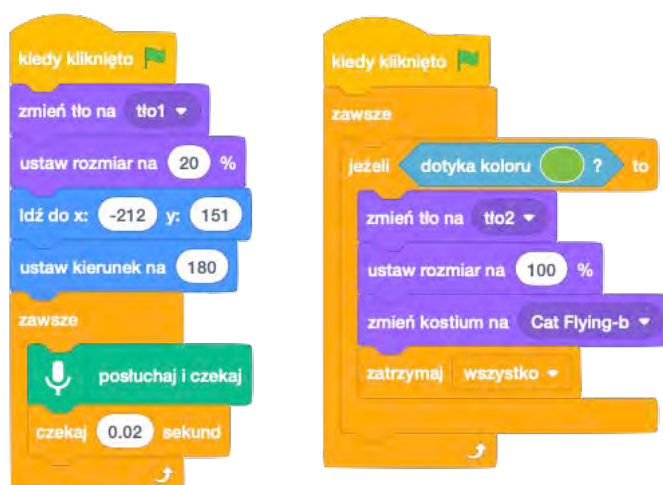 kiedy kliknięto
zmień tło na tło1
ustaw rozmiar na 20 %
Idź do x: -212 y: 151
ustaw kierunek na 180
zawsze
posłuchaj i czekaj
czekaj 0.02 sekund
kiedy kliknięto
zawsze
jeżeli dotyka koloru ? to
zmień tło na tło2
ustaw rozmiar na 100 %
zmień kostium na Cat Flying-b
zatrzymaj wszystko